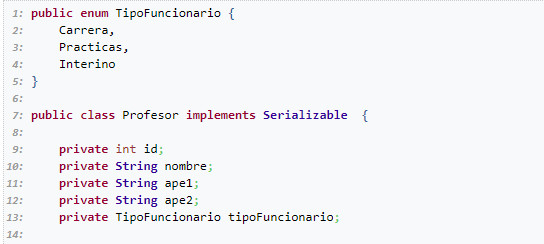 1: public enum TipoFuncionario {
2:     Carrera,
3:     Practicas,
4:     Interino
5: }
6:
7: public class Profesor implements Serializable  {
8:
9:     private int id;
10:     private String nombre;
11:     private String ape1;
12:     private String ape2;
13:     private TipoFuncionario tipoFuncionario;
14: